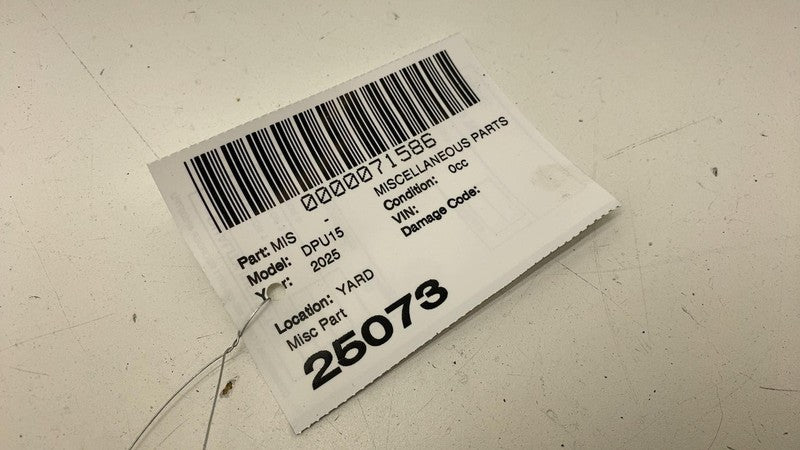 0000071586
Part: MIS - MISCELLANEOUS PARTS
Model: DPU15 Condition: 0cc
Year: 2025 VIN:
Damage Code:
Location: YARD
Misc Part
25073